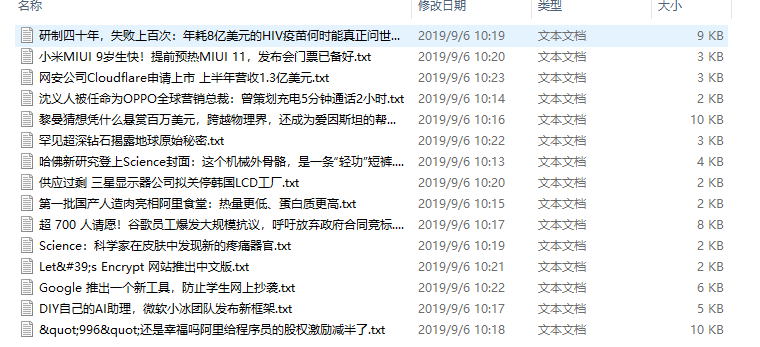 名称 修改日期 类型 大小
研制四十年，失败上百次：年耗8亿美元的HIV疫苗何时能真正问世... 2019/9/6 10:19 文本文档 9 KB
小米MIUI 9岁生快！提前预热MIUI 11，发布会门票已备好.txt 2019/9/6 10:20 文本文档 3 KB
网安公司Cloudflare申请上市 上半年营收1.3亿美元.txt 2019/9/6 10:23 文本文档 3 KB
沈义人被任命为OPPO全球营销总裁：曾策划充电5分钟通话2小时.txt 2019/9/6 10:14 文本文档 2 KB
黎曼猜想凭什么悬赏百万美元，跨越物理界，还成为爱因斯坦的帮... 2019/9/6 10:16 文本文档 10 KB
罕见超深钻石揭露地球原始秘密.txt 2019/9/6 10:22 文本文档 3 KB
哈佛新研究登上Science封面：这个机械外骨骼，是一条“轻功”短裤.... 2019/9/6 10:13 文本文档 4 KB
供应过剩 三星显示器公司拟关停韩国LCD工厂.txt 2019/9/6 10:20 文本文档 2 KB
第一批国产人造肉亮相阿里食堂：热量更低、蛋白质更高.txt 2019/9/6 10:15 文本文档 2 KB
超 700 人请愿！谷歌员工爆发大规模抗议，呼吁放弃政府合同竞标.... 2019/9/6 10:17 文本文档 8 KB
Science：科学家在皮肤中发现新的疼痛器官.txt 2019/9/6 10:19 文本文档 2 KB
Let&#39;s Encrypt 网站推出中文版.txt 2019/9/6 10:21 文本文档 2 KB
Google 推出一个新工具，防止学生网上抄袭.txt 2019/9/6 10:22 文本文档 6 KB
DIY自己的AI助理，微软小冰团队发布新框架.txt 2019/9/6 10:17 文本文档 5 KB
&quot;996&quot;还是幸福吗阿里给程序员的股权激励减半了.txt 2019/9/6 10:18 文本文档 10 KB